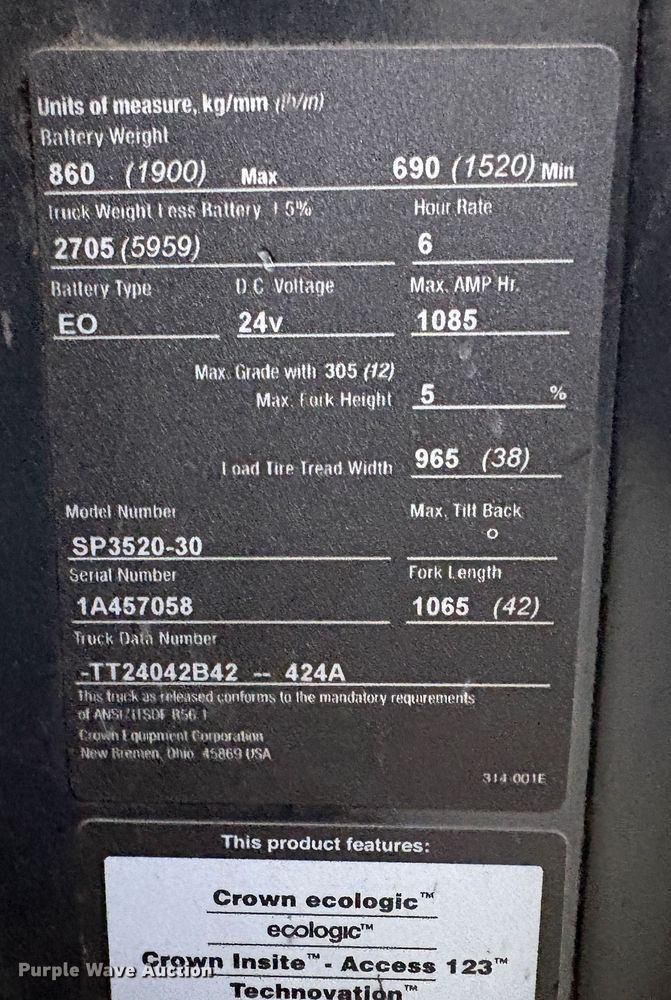 Units of measure, kg/mm (lb/in)
Battery Weight
860 (1900) Max 690 (1520) Min
Truck Weight Less Battery ± 5% Hour Rate
2705 (5959) 6
Battery Type D.C. Voltage Max. AMP Hr.
EO 24v 1085
Max. Grade with 305 (12)
Max. Fork Height 5 %
Load Tire Tread Width 965 (38)
Model Number Max. Tilt Back
SP3520-30 °
Serial Number Fork Length
1A457058 1065 (42)
Truck Data Number
-TT24042B42 -- 424A
This truck as released conforms to the mandatory requirements
of ANSI/ITSDF B56.1
Crown Equipment Corporation
New Bremen, Ohio 45869 USA
314-001E
This product features:
Crown ecologic™
ecologic™
Crown Insite™ - Access 123™
Technovation™
Purple Wave Auction